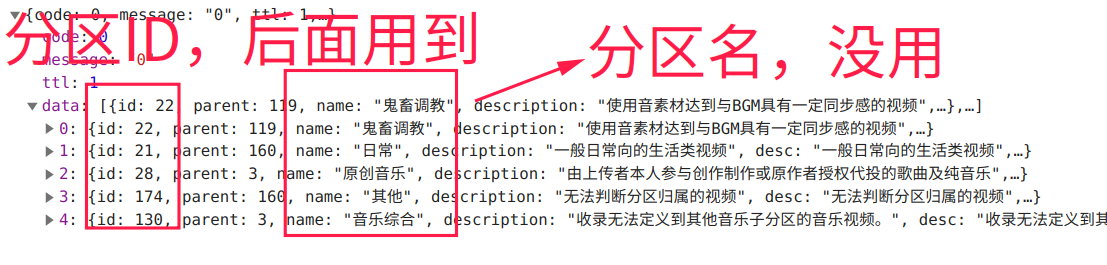 {code: 0, message: "0", ttl: 1,…}
分区ID，后面用到
分区名，没用
code: 0
message: "0"
ttl: 1
data: [{id: 22, parent: 119, name: "鬼畜调教", description: "使用音素材达到与BGM具有一定同步感的视频",…},…]
0: {id: 22, parent: 119, name: "鬼畜调教", description: "使用音素材达到与BGM具有一定同步感的视频",…}
1: {id: 21, parent: 160, name: "日常", description: "一般日常向的生活类视频", desc: "一般日常向的生活类视频",…}
2: {id: 28, parent: 3, name: "原创音乐", description: "由上传者本人参与创作制作或原作者授权代投的歌曲及纯音乐",…}
3: {id: 174, parent: 160, name: "其他", description: "无法判断分区归属的视频", desc: "无法判断分区归属的视频",…}
4: {id: 130, parent: 3, name: "音乐综合", description: "收录无法定义到其他音乐子分区的音乐视频。", desc: "收录无法定义到其